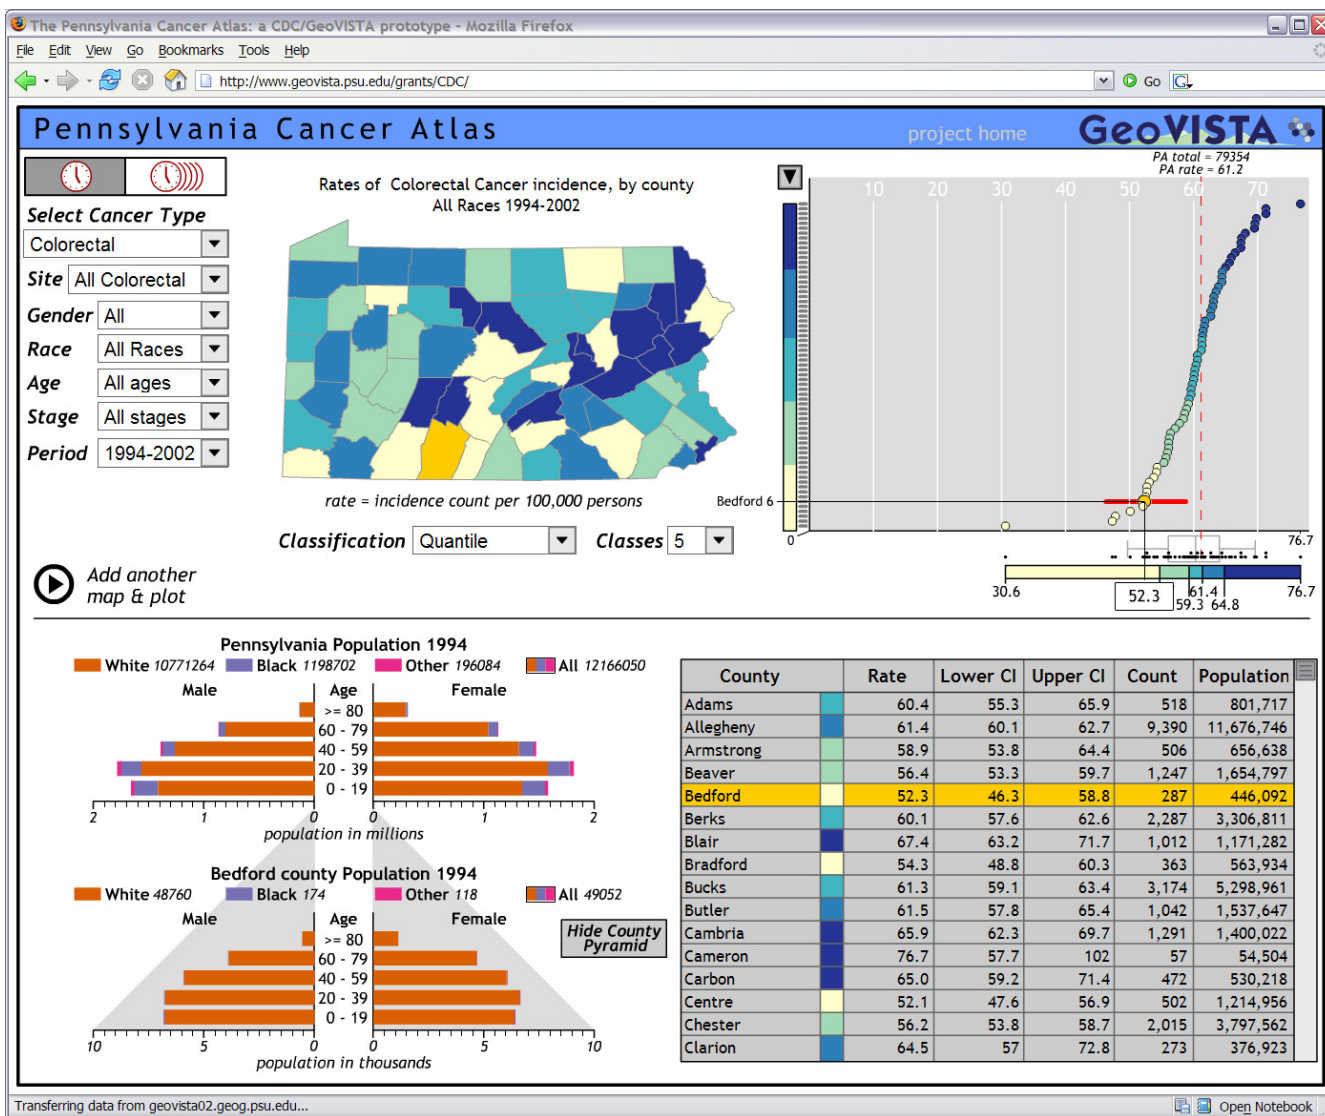 The Pennsylvania Cancer Atlas: a CDC/GeoVISTA prototype - Mozilla Firefox
File Edit View Go Bookmarks Tools Help
http://www.geovista.psu.edu/grants/CDC/ Go G
Pennsylvania Cancer Atlas project home GeoVISTA
PA total = 79354
PA rate = 61.2
Select Cancer Type
Colorectal
Site All Colorectal
Gender All
Race All Races
Age All ages
Stage All stages
Period 1994-2002
Rates of Colorectal Cancer incidence, by county
All Races 1994-2002
rate = incidence count per 100,000 persons
Classification Quantile Classes 5
Add another
map & plot
10 20 30 40 50 60 70
Bedford 6
0 76.7
30.6 52.3 59.3 61.4 64.8 76.7
Pennsylvania Population 1994
White 10771264 Black 1198702 Other 196084 All 12166050
Male Age Female
>= 80
60 - 79
40 - 59
20 - 39
0 - 19
2 1 0 0 1 2
population in millions
Bedford county Population 1994
White 48760 Black 174 Other 118 All 49052
Male Age Female
>= 80
60 - 79
40 - 59
20 - 39
0 - 19
10 5 0 0 5 10
population in thousands
Hide County
Pyramid
County Rate Lower CI Upper CI Count Population
Adams 60.4 55.3 65.9 518 801,717
Allegheny 61.4 60.1 62.7 9,390 11,676,746
Armstrong 58.9 53.8 64.4 506 656,638
Beaver 56.4 53.3 59.7 1,247 1,654,797
Bedford 52.3 46.3 58.8 287 446,092
Berks 60.1 57.6 62.6 2,287 3,306,811
Blair 67.4 63.2 71.7 1,012 1,171,282
Bradford 54.3 48.8 60.3 363 563,934
Bucks 61.3 59.1 63.4 3,174 5,298,961
Butler 61.5 57.8 65.4 1,042 1,537,647
Cambria 65.9 62.3 69.7 1,291 1,400,022
Cameron 76.7 57.7 102 57 54,504
Carbon 65.0 59.2 71.4 472 530,218
Centre 52.1 47.6 56.9 502 1,214,956
Chester 56.2 53.8 58.7 2,015 3,797,562
Clarion 64.5 57 72.8 273 376,923
Transferring data from geovista02.geog.psu.edu... Open Notebook